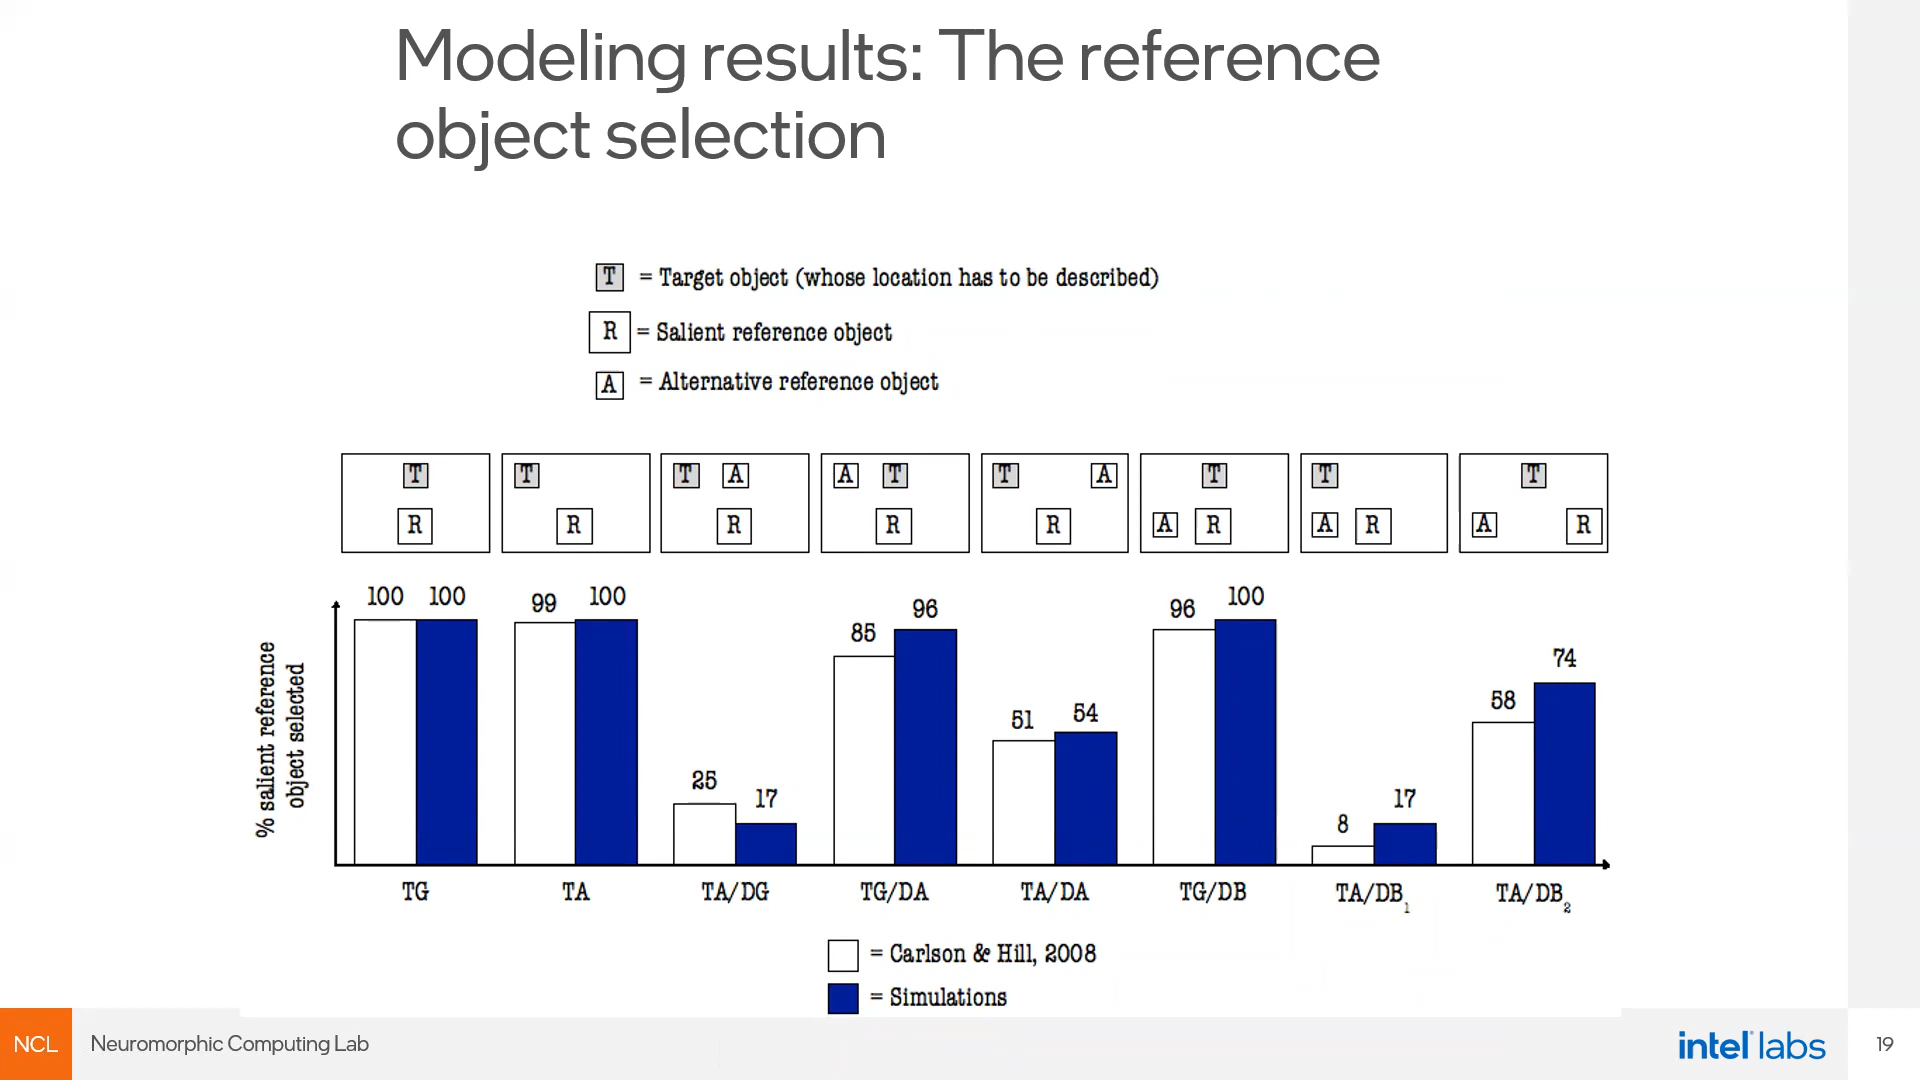 Modeling results: The reference
object selection
T = Target object (whose location has to be described)
R = Salient reference object
A = Alternative reference object
T T T A A T T A T T T
R R R R R A R A R A R
100 100 99 100 25 17 85 96 51 54 96 100 8 17 58 74
% salient reference
object selected
TG TA TA/DG TG/DA TA/DA TG/DB TA/DB1 TA/DB2
= Carlson & Hill, 2008
= Simulations
NCL Neuromorphic Computing Lab intel labs 19